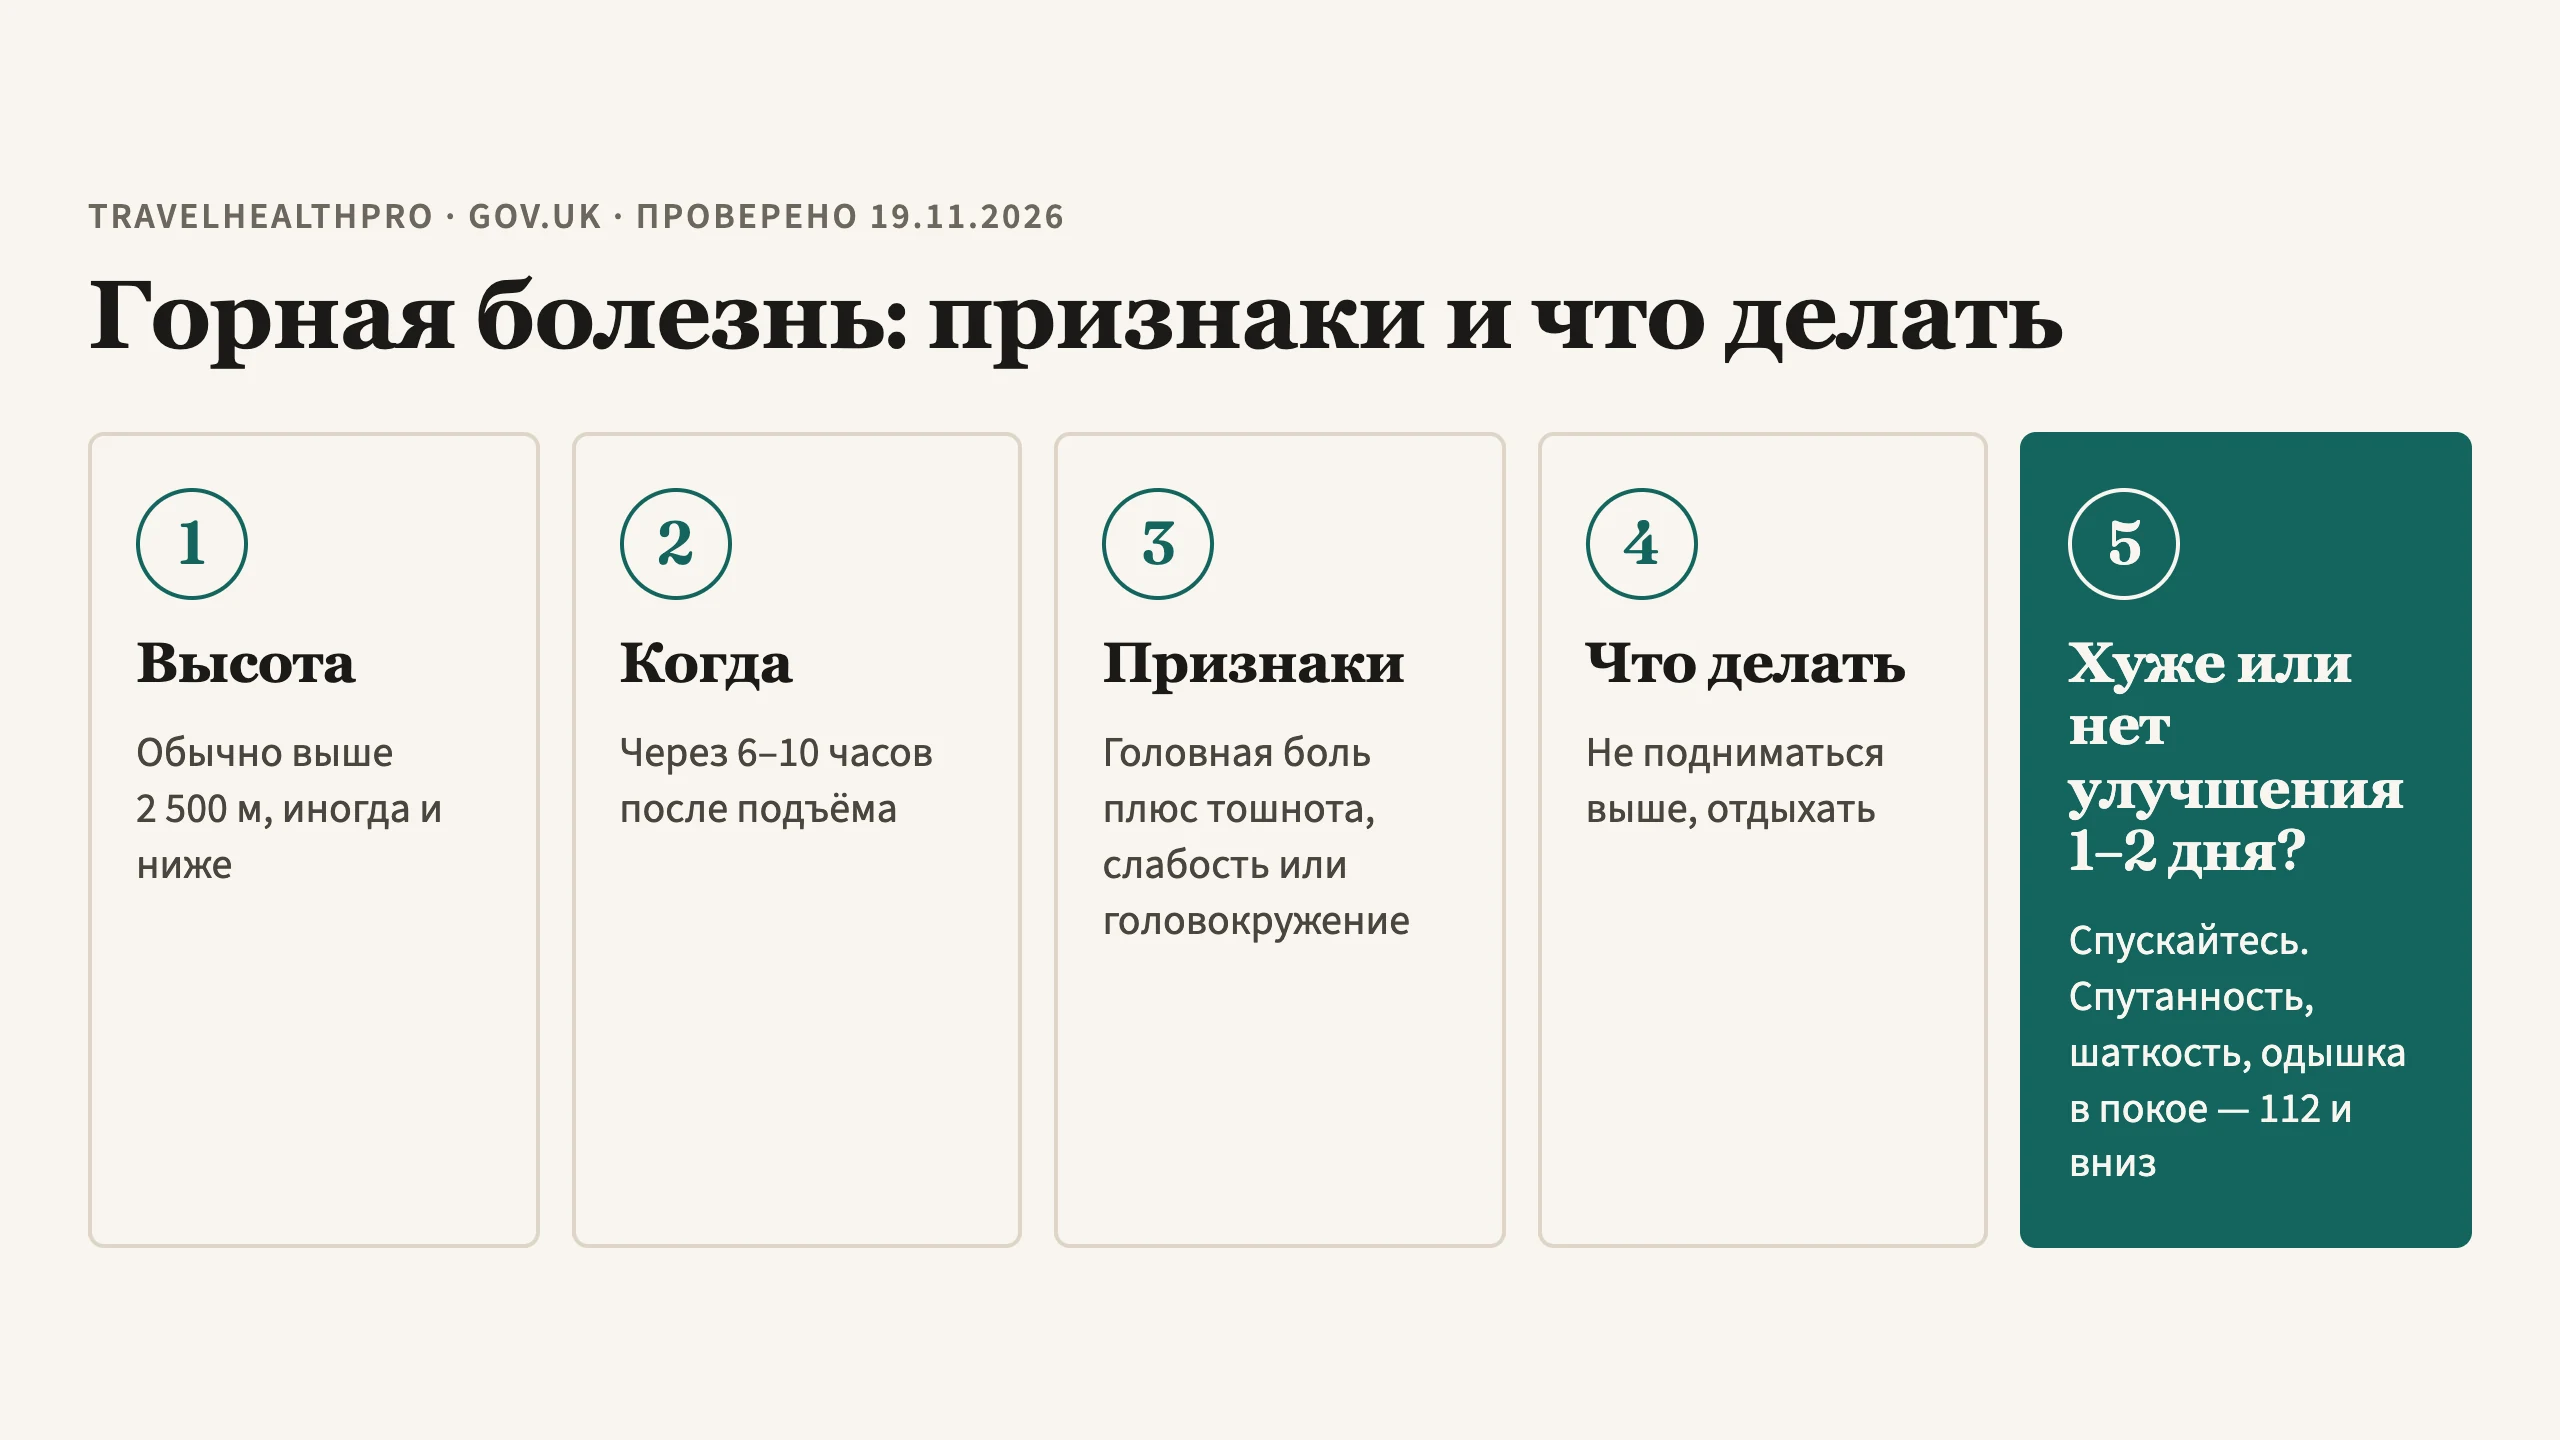 TRAVELHEALTHPRO · GOV.UK · ПРОВЕРЕНО 19.11.2026
Горная болезнь: признаки и что делать
1
Высота
Обычно выше
2 500 м, иногда и
ниже
2
Когда
Через 6–10 часов
после подъёма
3
Признаки
Головная боль
плюс тошнота,
слабость или
головокружение
4
Что делать
Не подниматься
выше, отдыхать
5
Хуже или
нет
улучшения
1–2 дня?
Спускайтесь.
Спутанность,
шаткость, одышка
в покое — 112 и
вниз